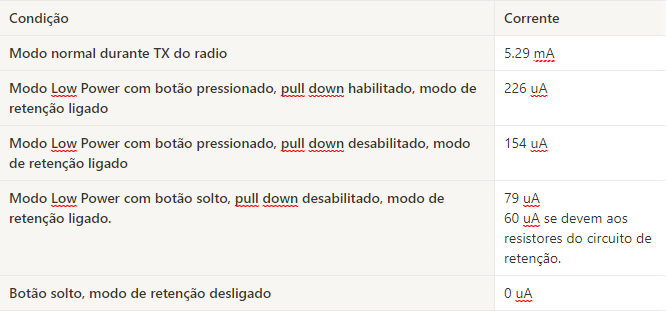 Condição Corrente
Modo normal durante TX do radio 5.29 mA
Modo Low Power com botão pressionado, pull down habilitado, modo de 226 uA
retenção ligado
Modo Low Power com botão pressionado, pull down desabilitado, modo 154 uA
de retenção ligado
Modo Low Power com botão solto, pull down desabilitado, modo de 79 uA
retenção ligado. 60 uA se devem aos
resistores do circuito de
retenção.
Botão solto, modo de retenção desligado 0 uA